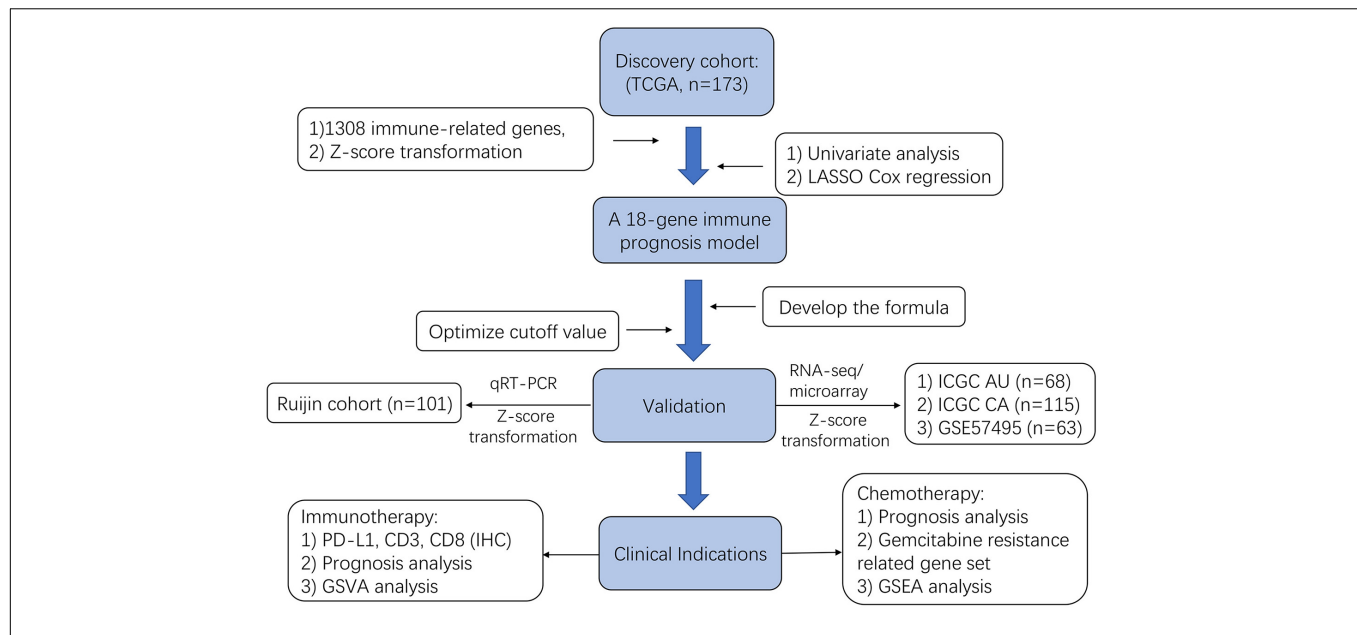 Discovery cohort:
(TCGA, n=173)
1)1308 immune-related genes,
2) Z-score transformation
1) Univariate analysis
2) LASSO Cox regression
A 18-gene immune
prognosis model
Develop the formula
Optimize cutoff value
Ruijin cohort (n=101)
qRT-PCR
Z-score
transformation
Validation
RNA-seq/
microarray
Z-score
transformation
1) ICGC AU (n=68)
2) ICGC CA (n=115)
3) GSE57495 (n=63)
Immunotherapy:
1) PD-L1, CD3, CD8 (IHC)
2) Prognosis analysis
3) GSVA analysis
Clinical Indications
Chemotherapy:
1) Prognosis analysis
2) Gemcitabine resistance
related gene set
3) GSEA analysis